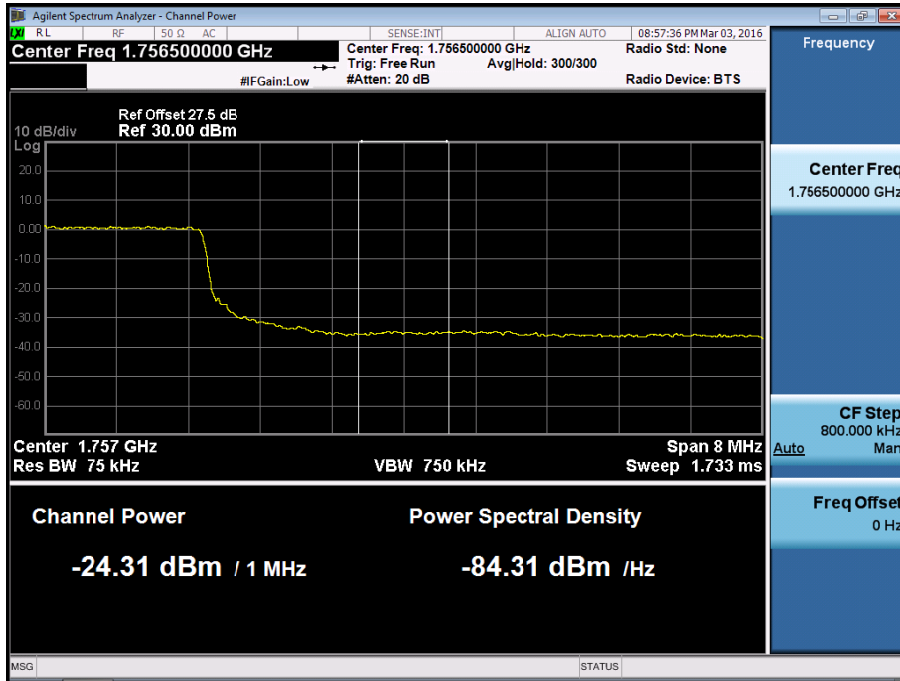 Agilent Spectrum Analyzer - Channel Power
LXI RL RF 50 Ω AC SENSE:INT ALIGN AUTO 08:57:36 PM Mar 03, 2016
Center Freq 1.756500000 GHz
Center Freq: 1.756500000 GHz Radio Std: None
Trig: Free Run Avg|Hold: 300/300
#IFGain:Low #Atten: 20 dB Radio Device: BTS
Ref Offset 27.5 dB
10 dB/div Ref 30.00 dBm
Log
20.0
10.0
0.00
-10.0
-20.0
-30.0
-40.0
-50.0
-60.0
Center 1.757 GHz Span 8 MHz
Res BW 75 kHz VBW 750 kHz Sweep 1.733 ms
Channel Power Power Spectral Density
-24.31 dBm / 1 MHz -84.31 dBm /Hz
MSG STATUS
Frequency
Center Freq
1.756500000 GHz
CF Step
800.000 kHz
Auto Man
Freq Offset
0 Hz